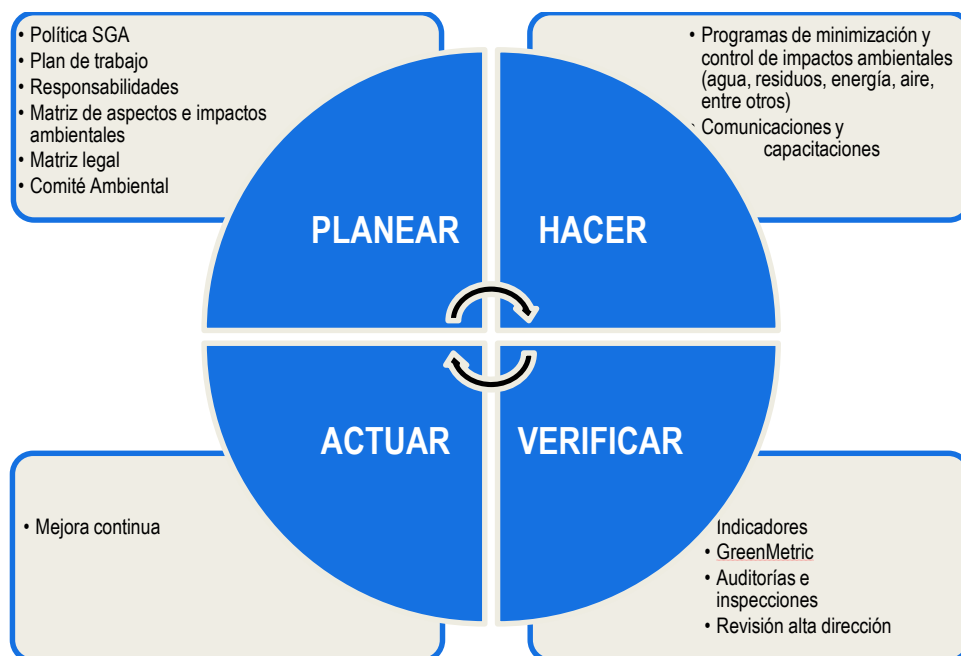 • Política SGA
• Plan de trabajo
• Responsabilidades
• Matriz de aspectos e impactos
ambientales
• Matriz legal
• Comité Ambiental
• Programas de minimización y
control de impactos ambientales
(agua, residuos, energía, aire,
entre otros)
• Comunicaciones y
capacitaciones
PLANEAR
HACER
ACTUAR
VERIFICAR
• Mejora continua
Indicadores
• GreenMetric
• Auditorías e
inspecciones
• Revisión alta dirección